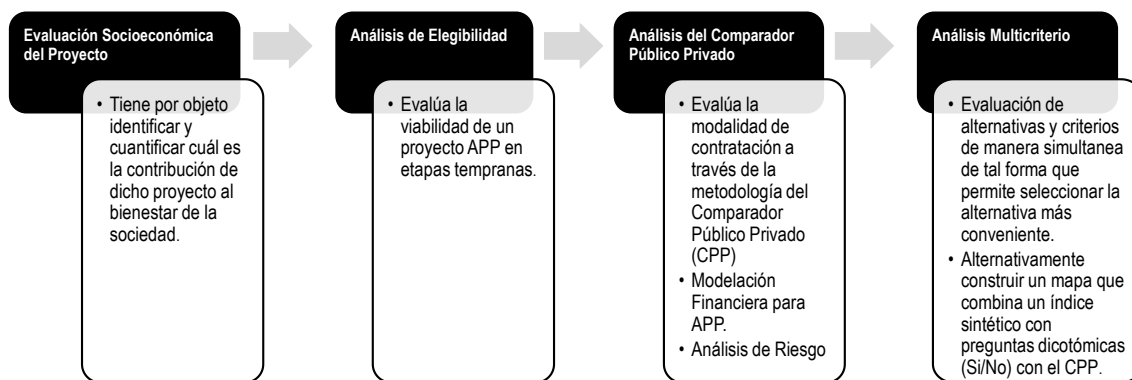 Evaluación Socioeconómica
del Proyecto
• Tiene por objeto
identificar y
cuantificar cuál es
la contribución de
dicho proyecto al
bienestar de la
sociedad.
Análisis de Elegibilidad
• Evalúa la
viabilidad de un
proyecto APP en
etapas tempranas.
Análisis del Comparador
Público Privado
• Evalúa la
modalidad de
contratación a
través de la
metodología del
Comparador
Público Privado
(CPP)
• Modelación
Financiera para
APP.
• Análisis de Riesgo
Análisis Multicriterio
• Evaluación de
alternativas y criterios
de manera simultanea
de tal forma que
permite seleccionar la
alternativa más
conveniente.
• Alternativamente
construir un mapa que
combina un índice
sintético con
preguntas dicotómicas
(Si/No) con el CPP.